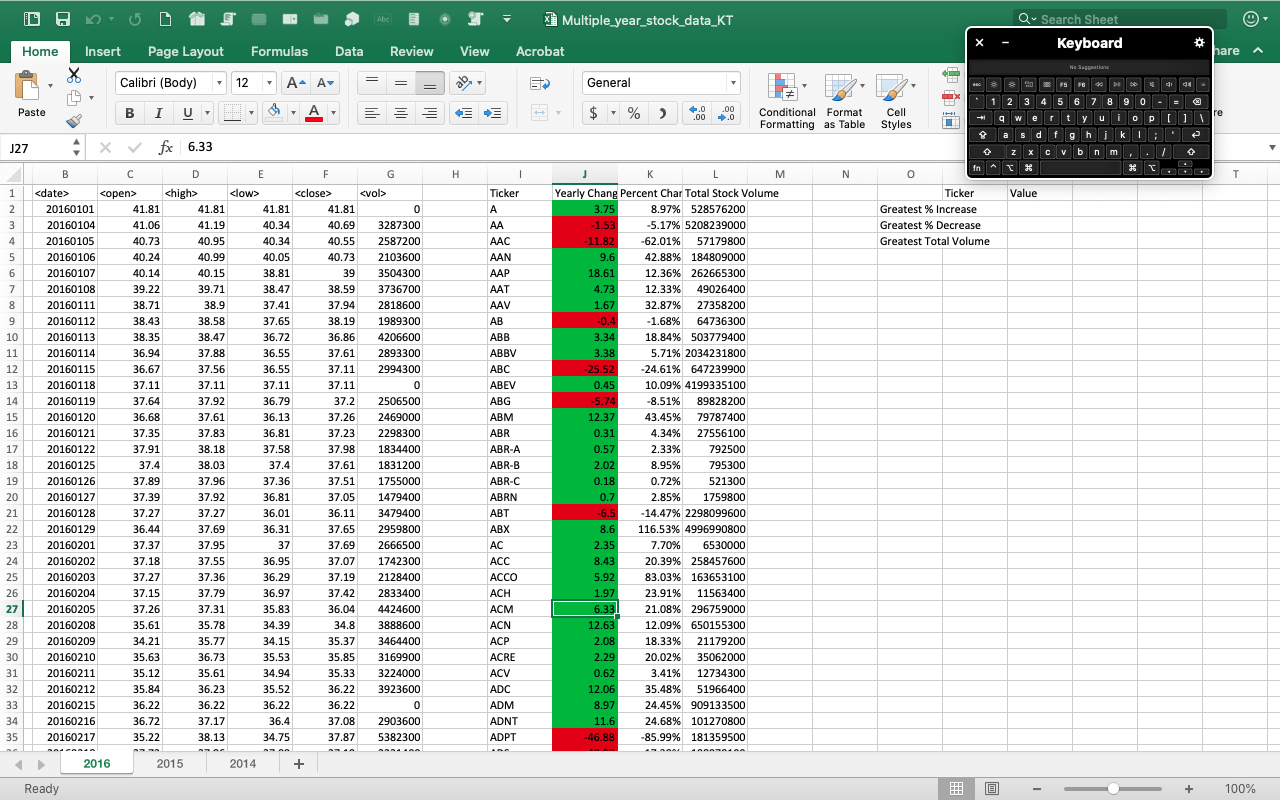 Multiple_year_stock_data_KT
Search Sheet
Home Insert Page Layout Formulas Data Review View Acrobat
hare
Keyboard
No Suggestions
esc F5 F6
` 1 2 3 4 5 6 7 8 9 0 - =
q w e r t y u i o p [ ] \
a s d f g h j k l ; '
z x c v b n m , . /
fn
Paste
Calibri (Body) 12 A A
B I U A
General
$ % )
Conditional Formatting
Format as Table
Cell Styles
re
J27 fx 6.33
B C D E F G H I J K L M N O P Q R S T
1 <date> <open> <high> <low> <close> <vol> Ticker Yearly Chang Percent Char Total Stock Volume Ticker Value
2 20160101 41.81 41.81 41.81 41.81 0 A 3.75 8.97% 528576200 Greatest % Increase
3 20160104 41.06 41.19 40.34 40.69 3287300 AA -1.53 -5.17% 5208239000 Greatest % Decrease
4 20160105 40.73 40.95 40.34 40.55 2587200 AAC -11.82 -62.01% 57179800 Greatest Total Volume
5 20160106 40.24 40.99 40.05 40.73 2103600 AAN 9.6 42.88% 184809000
6 20160107 40.14 40.15 38.81 39 3504300 AAP 18.61 12.36% 262665300
7 20160108 39.22 39.71 38.47 38.59 3736700 AAT 4.73 12.33% 49026400
8 20160111 38.71 38.9 37.41 37.94 2818600 AAV 1.67 32.87% 27358200
9 20160112 38.43 38.58 37.65 38.19 1989300 AB -0.4 -1.68% 64736300
10 20160113 38.35 38.47 36.72 36.86 4206600 ABB 3.34 18.84% 503779400
11 20160114 36.94 37.88 36.55 37.61 2893300 ABBV 3.38 5.71% 2034231800
12 20160115 36.67 37.56 36.55 37.11 2994300 ABC -25.52 -24.61% 647239900
13 20160118 37.11 37.11 37.11 37.11 0 ABEV 0.45 10.09% 4199335100
14 20160119 37.64 37.92 36.79 37.2 2506500 ABG -5.74 -8.51% 89828200
15 20160120 36.68 37.61 36.13 37.26 2469000 ABM 12.37 43.45% 79787400
16 20160121 37.35 37.83 36.81 37.23 2298300 ABR 0.31 4.34% 27556100
17 20160122 37.91 38.18 37.58 37.98 1834400 ABR-A 0.57 2.33% 792500
18 20160125 37.4 38.03 37.4 37.61 1831200 ABR-B 2.02 8.95% 795300
19 20160126 37.89 37.96 37.36 37.51 1755000 ABR-C 0.18 0.72% 521300
20 20160127 37.39 37.92 36.81 37.05 1479400 ABRN 0.7 2.85% 1759800
21 20160128 37.27 37.27 36.01 36.11 3479400 ABT -6.5 -14.47% 2298099600
22 20160129 36.44 37.69 36.31 37.65 2959800 ABX 8.6 116.53% 4996990800
23 20160201 37.37 37.95 37 37.69 2666500 AC 2.35 7.70% 6530000
24 20160202 37.18 37.55 36.95 37.07 1742300 ACC 8.43 20.39% 258457600
25 20160203 37.27 37.36 36.29 37.19 2128400 ACCO 5.92 83.03% 163653100
26 20160204 37.15 37.79 36.97 37.42 2833400 ACH 1.97 23.91% 11563400
27 20160205 37.26 37.31 35.83 36.04 4424600 ACM 6.33 21.08% 296759000
28 20160208 35.61 35.78 34.39 34.8 3888600 ACN 12.63 12.09% 650155300
29 20160209 34.21 35.77 34.15 35.37 3464400 ACP 2.08 18.33% 21179200
30 20160210 35.63 36.73 35.53 35.85 3169900 ACRE 2.29 20.02% 35062000
31 20160211 35.12 35.61 34.94 35.33 3224000 ACV 0.62 3.41% 12734300
32 20160212 35.84 36.23 35.52 36.22 3923600 ADC 12.06 35.48% 51966400
33 20160215 36.22 36.22 36.22 36.22 0 ADM 8.97 24.45% 909133500
34 20160216 36.72 37.17 36.4 37.08 2903600 ADNT 11.6 24.68% 101270800
35 20160217 35.22 38.13 34.75 37.87 5382300 ADPT -46.88 -85.99% 181359500
2016 2015 2014 +
Ready 100%